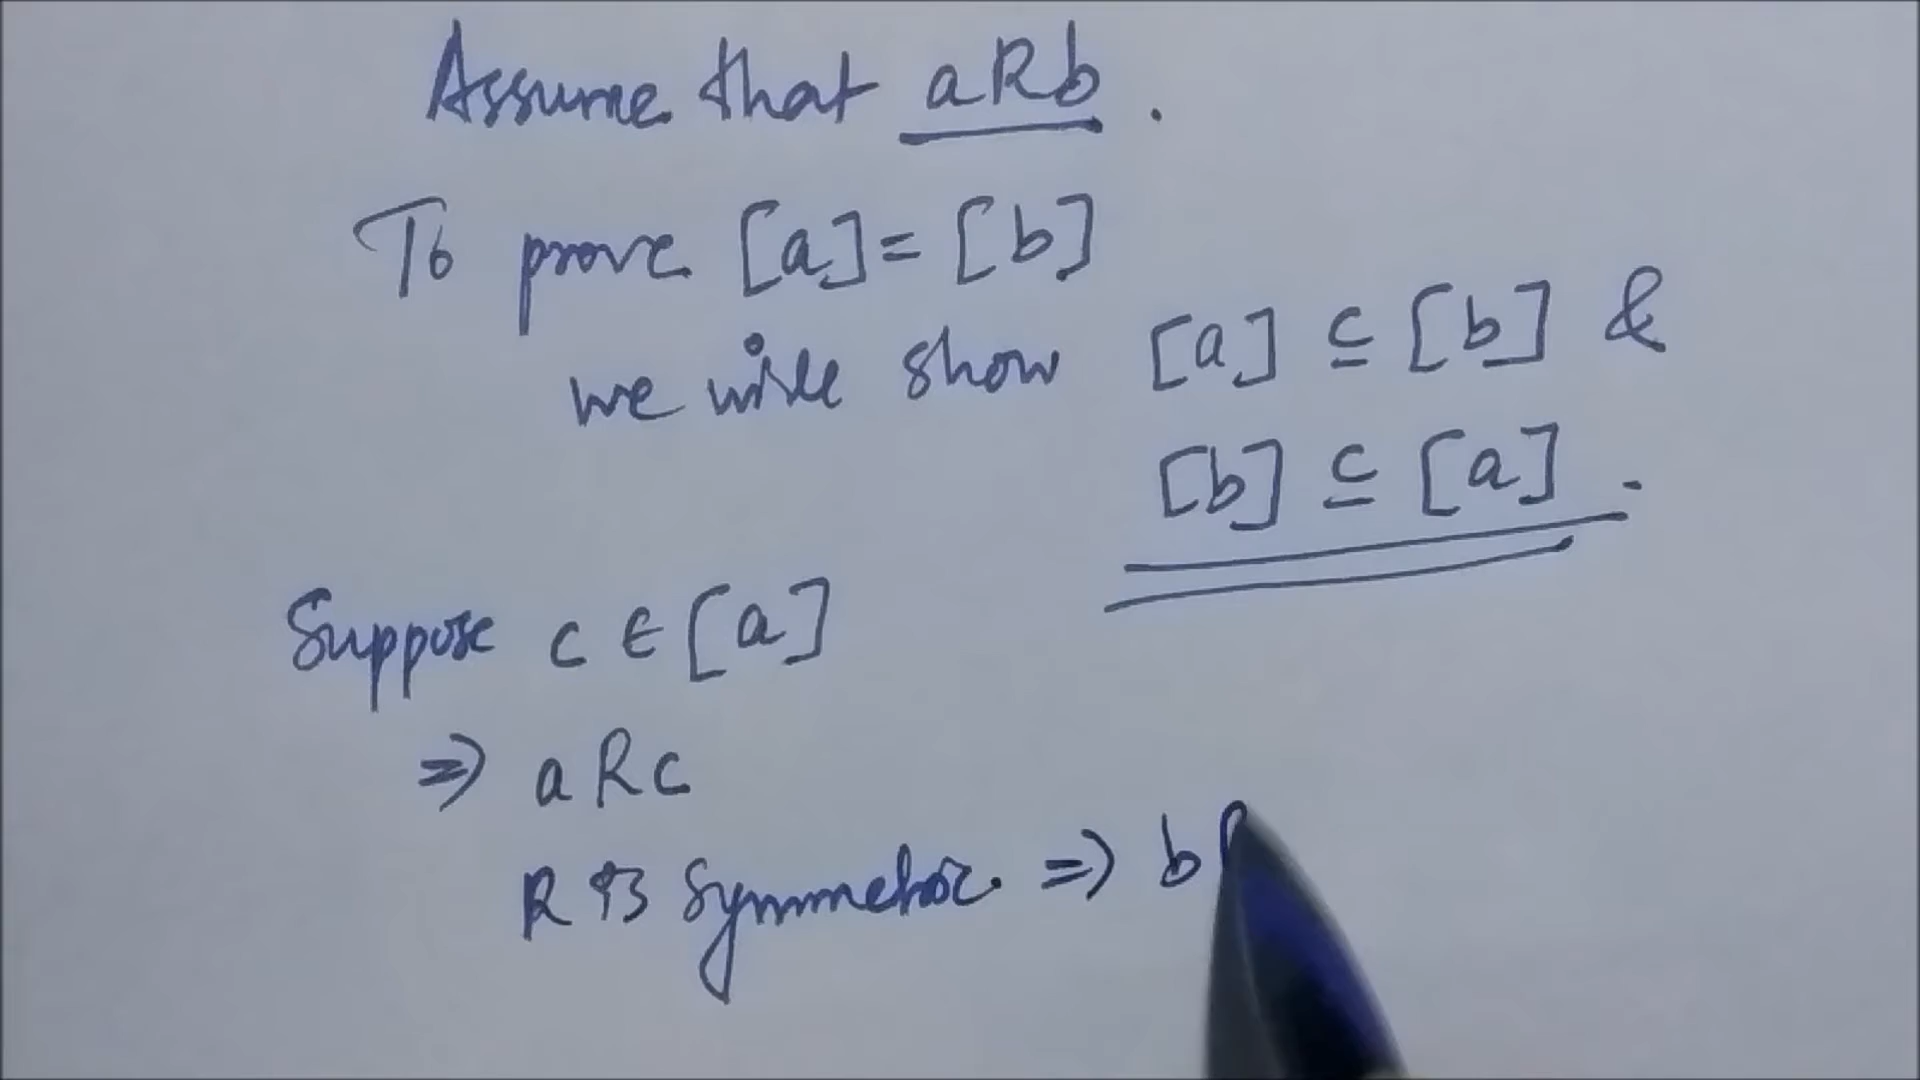 Assume that aRb.
To prove [a] = [b]
we will show [a] ⊆ [b] &
[b] ⊆ [a].
Suppose c ∈ [a]
⇒ aRc
R is symmetric. ⇒ b